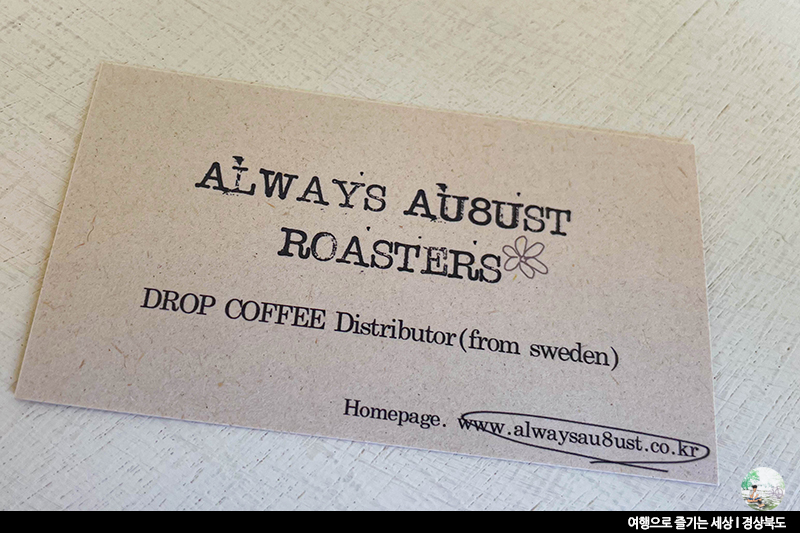 ALWAYS AU8UST
ROASTERS
DROP COFFEE Distributor(from sweden)
Homepage. www.alwaysau8ust.co.kr
여행으로 즐기는 세상 | 경상북도